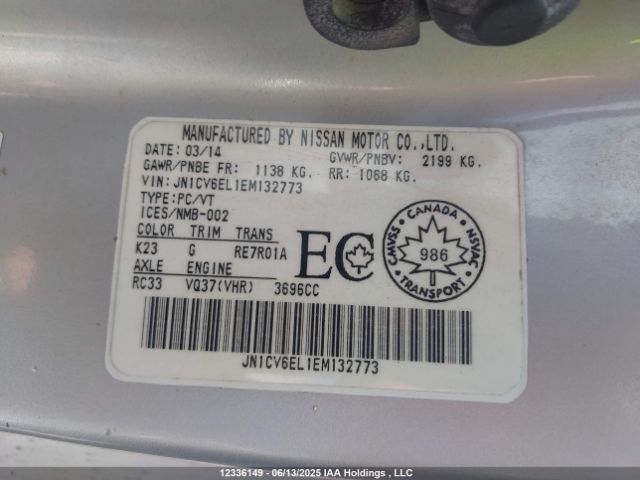 MANUFACTURED BY NISSAN MOTOR CO.,LTD.
DATE: 03/14 GVWR/PNBV: 2199 KG.
GAWR/PNBE FR: 1138 KG. RR: 1068 KG.
VIN: JN1CV6EL1EM132773
TYPE:PC/VT
ICES/NMB-002
COLOR TRIM TRANS
K23 G RE7R01A
AXLE ENGINE
RC33 VQ37(VHR) 3696CC
EC
CANADA
CMVSS 986 NSVAC
TRANSPORT
JN1CV6EL1EM132773
12336149 - 06/13/2025 IAA Holdings , LLC